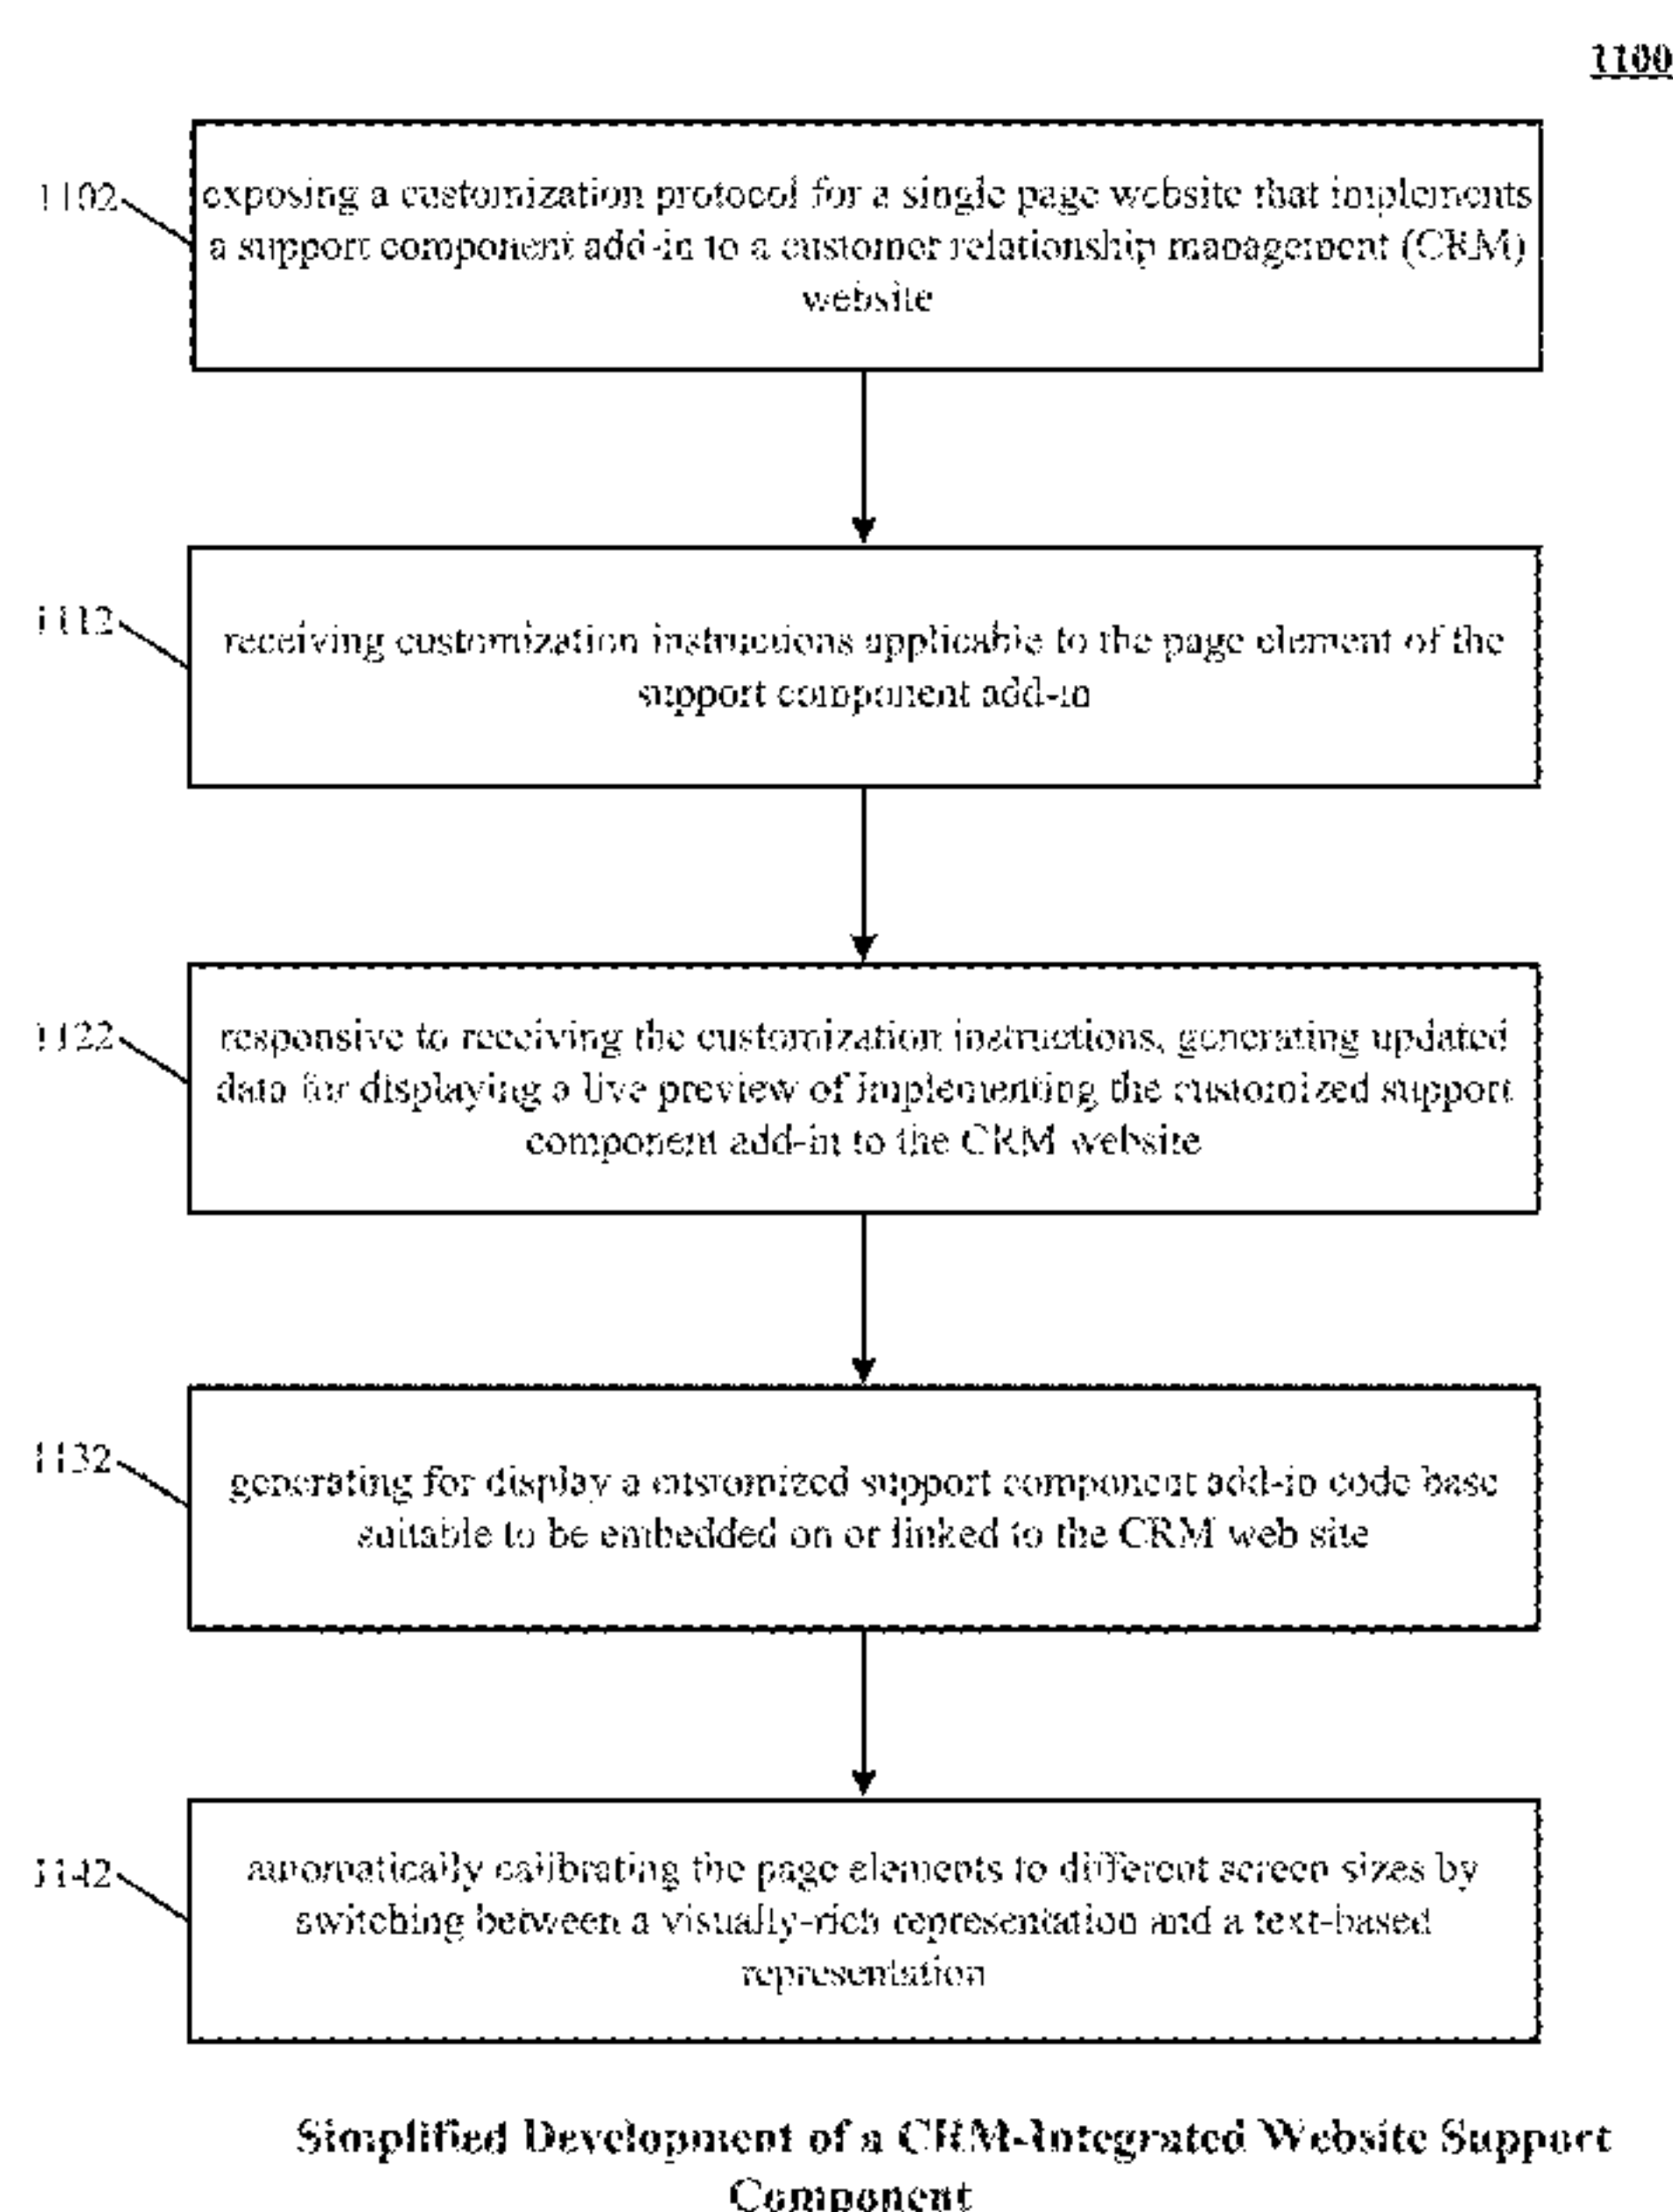 1100
1102
exposing a customization protocol for a single page website that implements
a support component add-in to a customer relationship management (CRM)
website
1112
receiving customization instructions applicable to the page element of the
support component add-in
1122
responsive to receiving the customization instructions, generating updated
data for displaying a live preview of implementing the customized support
component add-in to the CRM website
1132
generating for display a customized support component add-in code base
suitable to be embedded on or linked to the CRM web site
1142
automatically calibrating the page elements to different screen sizes by
switching between a visually-rich representation and a text-based
representation
Simplified Development of a CRM-Integrated Website Support
Component